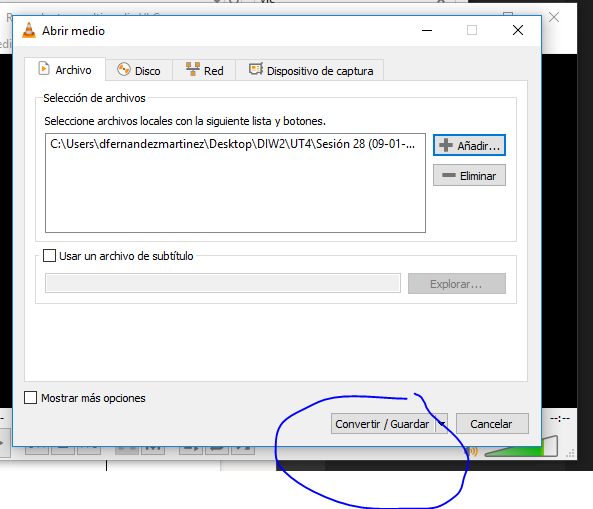 Abrir medio
Archivo
Disco
Red
Dispositivo de captura
Selección de archivos
Seleccione archivos locales con la siguiente lista y botones.
C:\Users\dfernandezmartinez\Desktop\DIW2\UT4\Sesión 28 (09-01-...
Añadir...
Eliminar
Usar un archivo de subtítulo
Explorar...
Mostrar más opciones
Convertir / Guardar
Cancelar
--:--